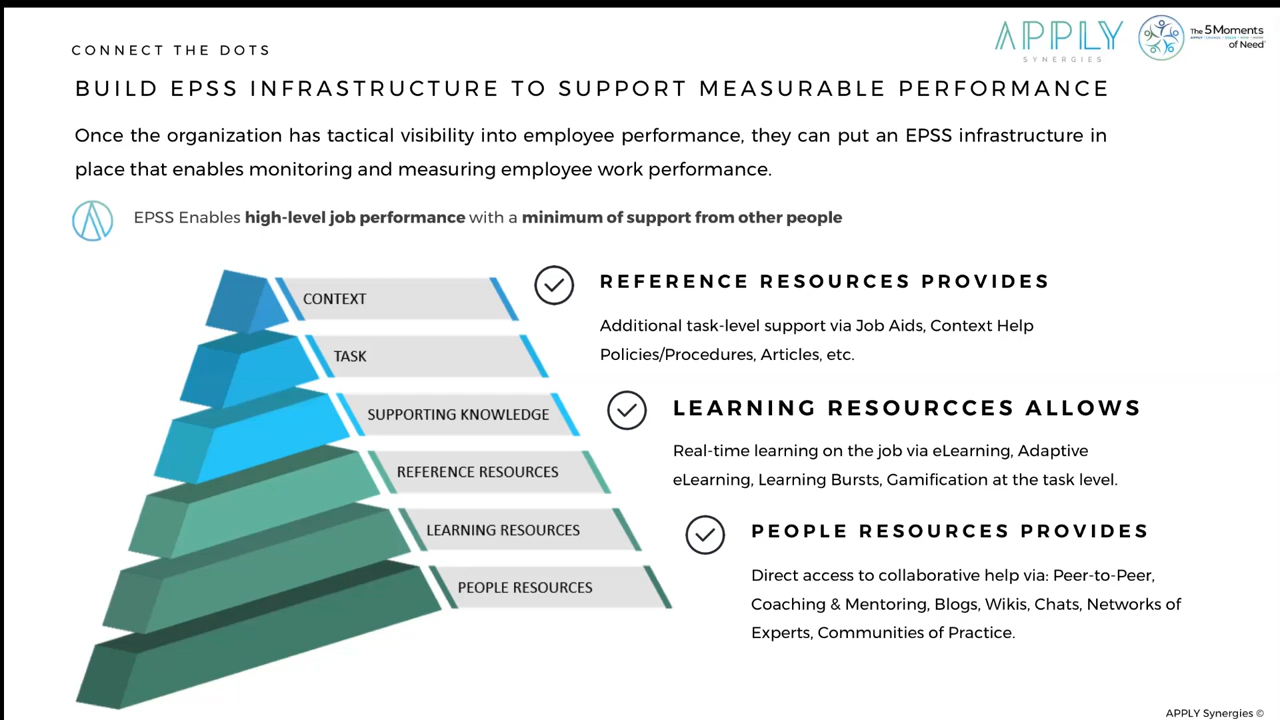 CONNECT THE DOTS
APPLY
SYNERGIES
The 5 Moments
of Need
BUILD EPSS INFRASTRUCTURE TO SUPPORT MEASURABLE PERFORMANCE
Once the organization has tactical visibility into employee performance, they can put an EPSS infrastructure in
place that enables monitoring and measuring employee work performance.
EPSS Enables high-level job performance with a minimum of support from other people
CONTEXT
TASK
SUPPORTING KNOWLEDGE
REFERENCE RESOURCES
LEARNING RESOURCES
PEOPLE RESOURCES
REFERENCE RESOURCES PROVIDES
Additional task-level support via Job Aids, Context Help
Policies/Procedures, Articles, etc.
LEARNING RESOURCCES ALLOWS
Real-time learning on the job via eLearning, Adaptive
eLearning, Learning Bursts, Gamification at the task level.
PEOPLE RESOURCES PROVIDES
Direct access to collaborative help via: Peer-to-Peer,
Coaching & Mentoring, Blogs, Wikis, Chats, Networks of
Experts, Communities of Practice.
APPLY Synergies ©